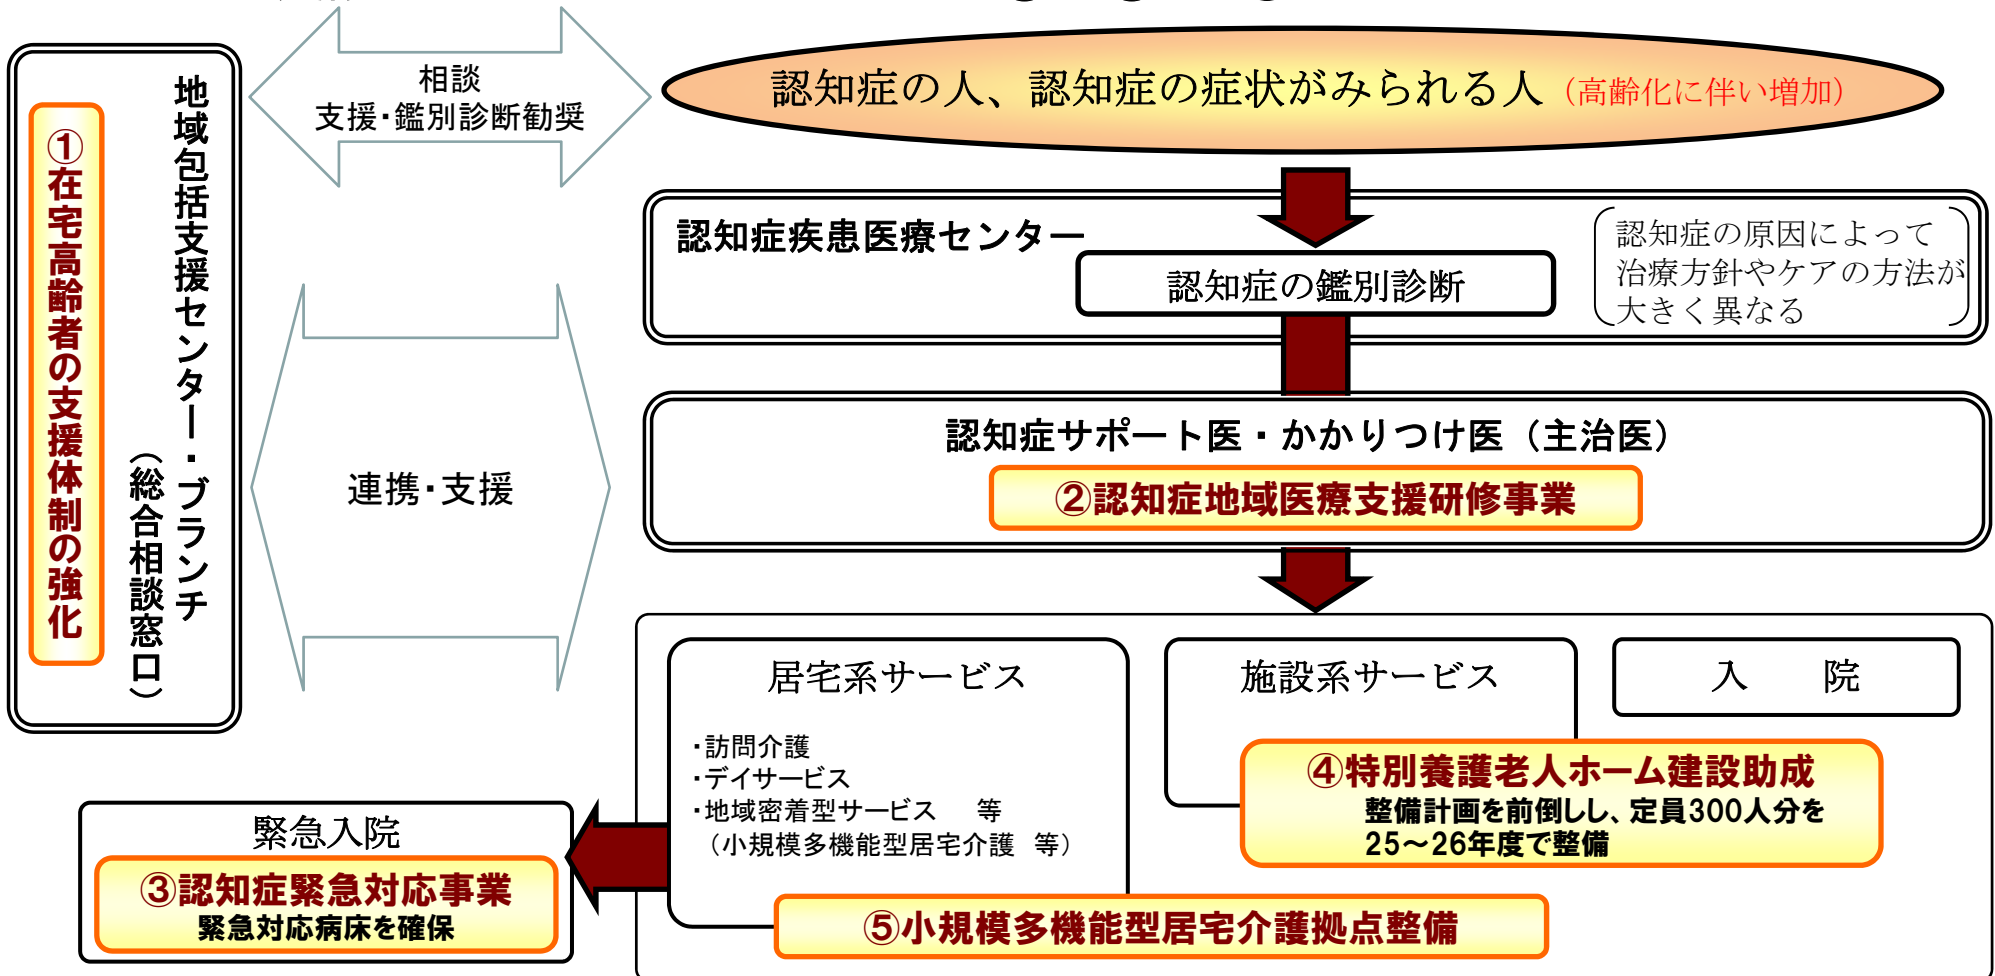 相談
支援・鑑別診断勧奨
認知症の人、認知症の症状がみられる人（高齢化に伴い増加）
地域包括支援センター・ブランチ
（総合相談窓口）
①在宅高齢者の支援体制の強化
認知症疾患医療センター
認知症の鑑別診断
認知症の原因によって
治療方針やケアの方法が
大きく異なる
連携・支援
認知症サポート医・かかりつけ医（主治医）
②認知症地域医療支援研修事業
居宅系サービス
・訪問介護
・デイサービス
・地域密着型サービス　等
（小規模多機能型居宅介護　等）
施設系サービス
入　院
④特別養護老人ホーム建設助成
整備計画を前倒しし、定員300人分を
25～26年度で整備
緊急入院
③認知症緊急対応事業
緊急対応病床を確保
⑤小規模多機能型居宅介護拠点整備